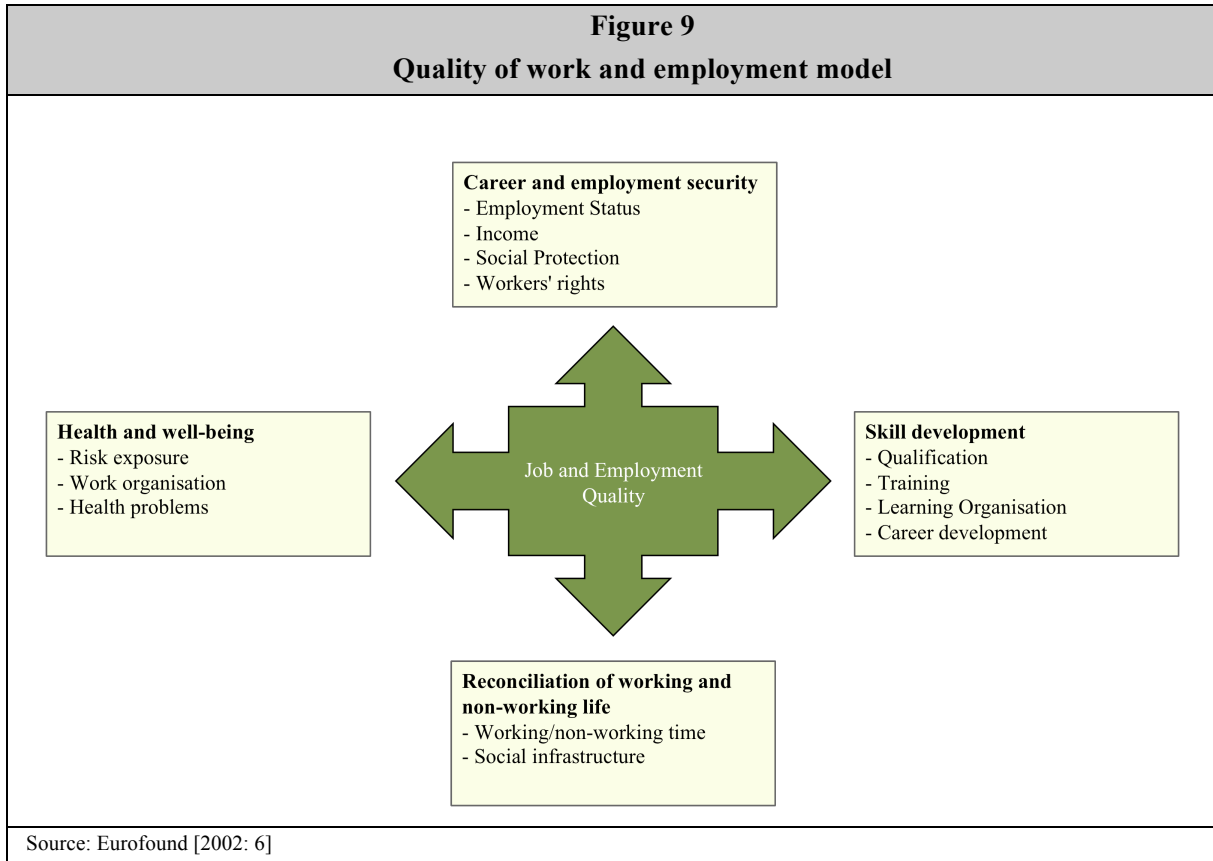 Figure 9
Quality of work and employment model
Career and employment security
- Employment Status
- Income
- Social Protection
- Workers' rights
Health and well-being
- Risk exposure
- Work organisation
- Health problems
Job and Employment
Quality
Skill development
- Qualification
- Training
- Learning Organisation
- Career development
Reconciliation of working and
non-working life
- Working/non-working time
- Social infrastructure
Source: Eurofound [2002: 6]